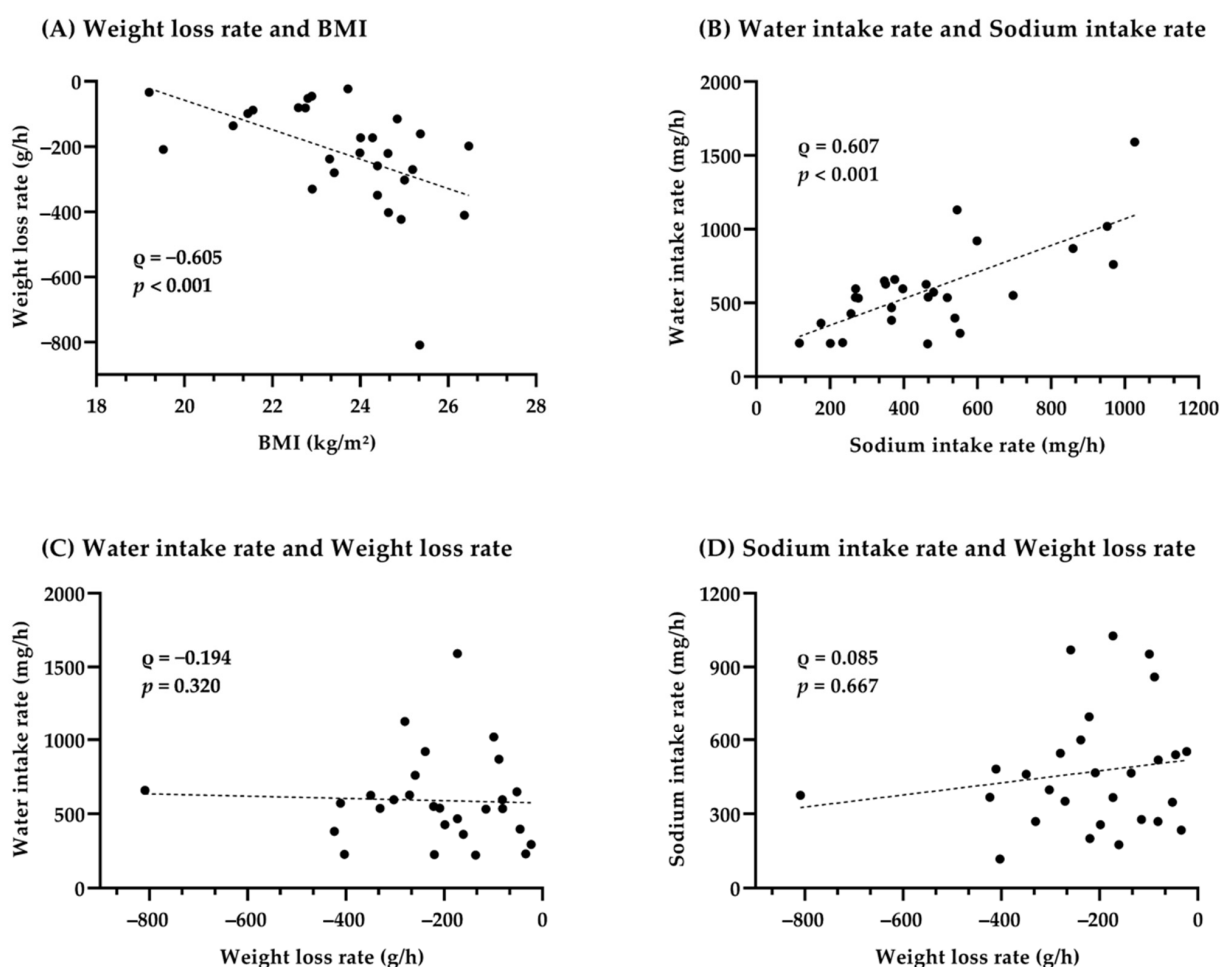 (A) Weight loss rate and BMI
Weight loss rate (g/h)
0
−200
−400
−600
−800
ϱ = −0.605
p < 0.001
18 20 22 24 26 28
BMI (kg/m²)
(B) Water intake rate and Sodium intake rate
Water intake rate (mg/h)
2000
1500
1000
500
0
ϱ = 0.607
p < 0.001
0 200 400 600 800 1000 1200
Sodium intake rate (mg/h)
(C) Water intake rate and Weight loss rate
Water intake rate (mg/h)
2000
1500
1000
500
0
ϱ = −0.194
p = 0.320
−800 −600 −400 −200 0
Weight loss rate (g/h)
(D) Sodium intake rate and Weight loss rate
Sodium intake rate (mg/h)
1200
900
600
300
0
ϱ = 0.085
p = 0.667
−800 −600 −400 −200 0
Weight loss rate (g/h)